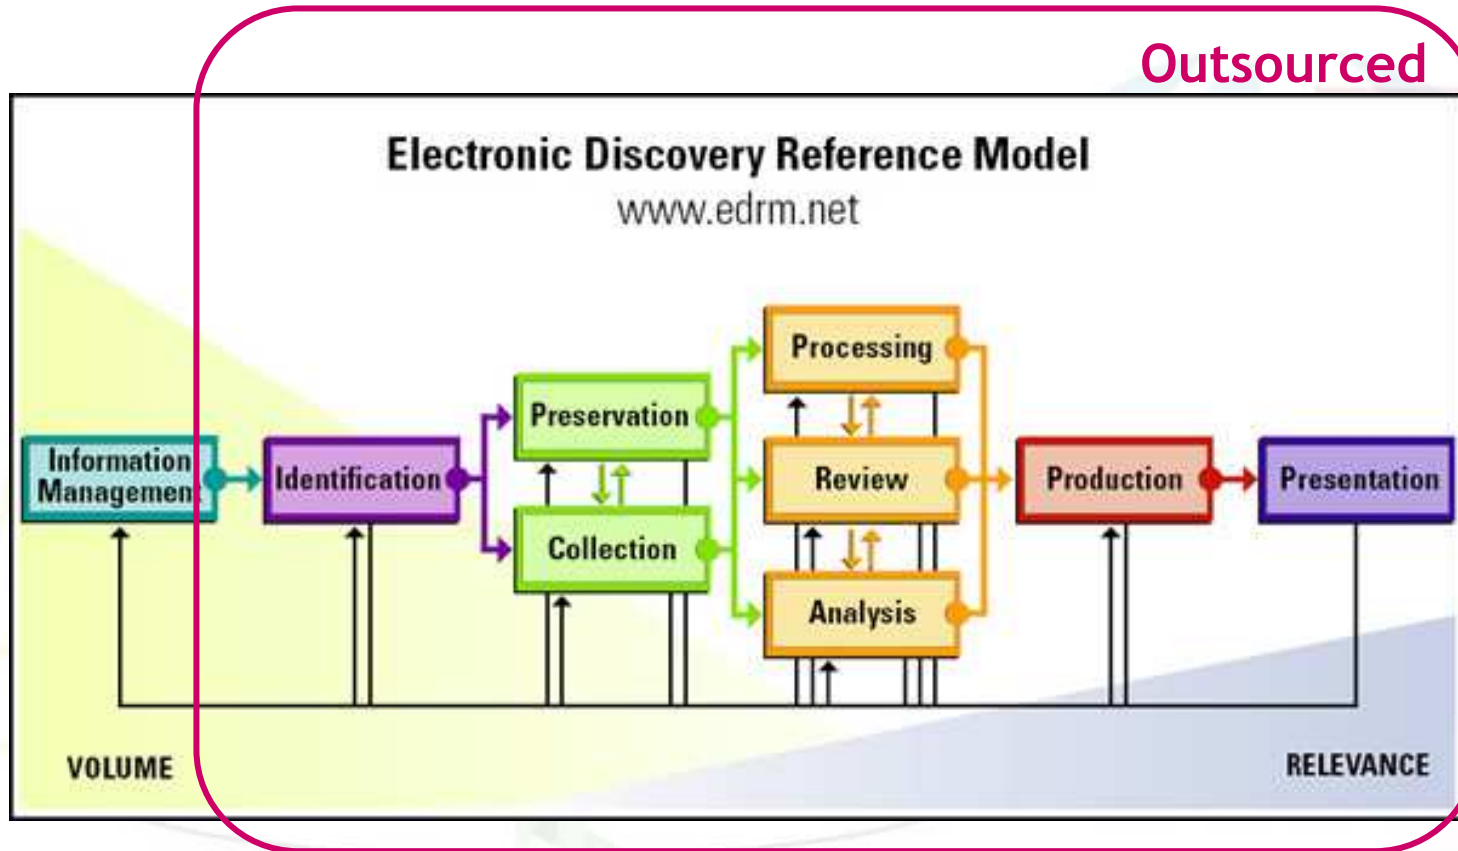 Outsourced
Electronic Discovery Reference Model
www.edrm.net
Processing
Preservation
Information
Management
Identification
Review
Production
Presentation
Collection
Analysis
VOLUME
RELEVANCE